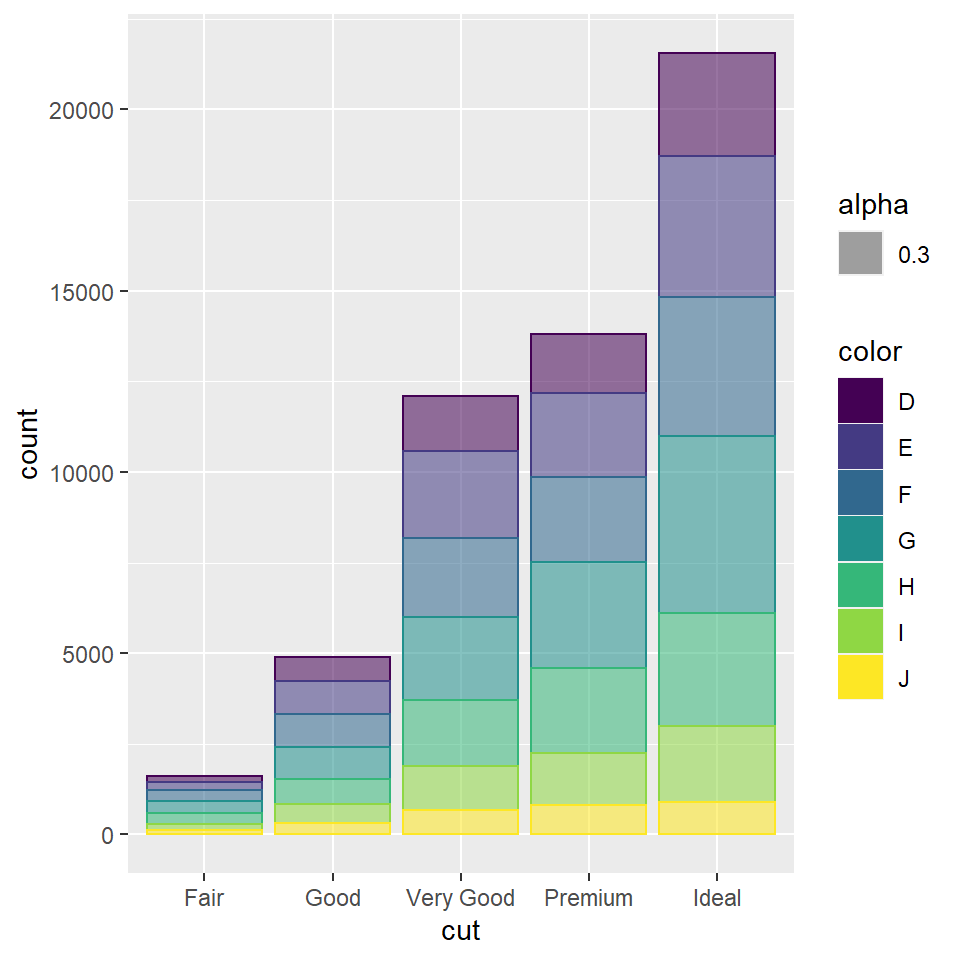 count
20000
15000
10000
5000
0
Fair Good Very Good Premium Ideal
cut
alpha
0.3
color
D
E
F
G
H
I
J